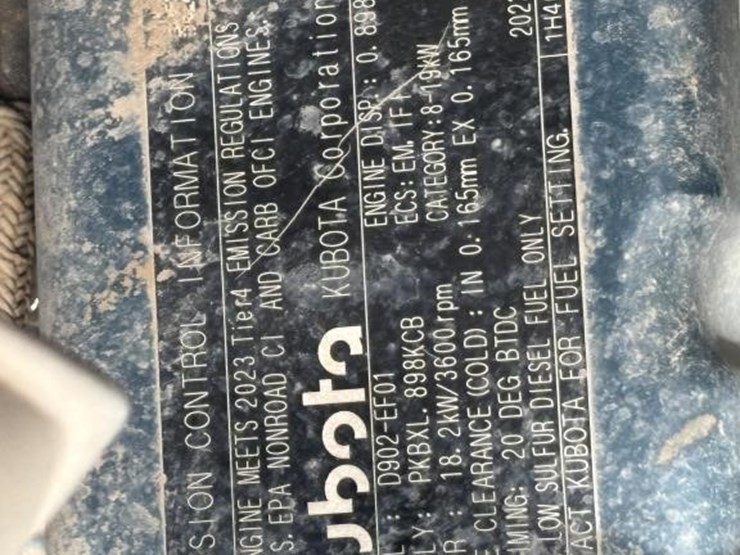 SION CONTROL INFORMATION
NGINE MEETS 2023 Tier4 EMISSION REGULATIONS
S. EPA NONROAD CI AND CARB OFCI ENGINES.
ubota KUBOTA Corporation
L : D902-EF01 ENGINE DISP. : 0. 898
LY : PKBXL. 898KCB ECS: EM, IFI
R : 18. 2kW/3600rpm CATEGORY:8-19kW
E CLEARANCE (COLD) : IN 0. 165mm EX 0. 165mm
MING: 20 DEG. BTDC
LOW SULFUR DIESEL FUEL ONLY 202
ACT KUBOTA FOR FUEL SETTING. 1H4